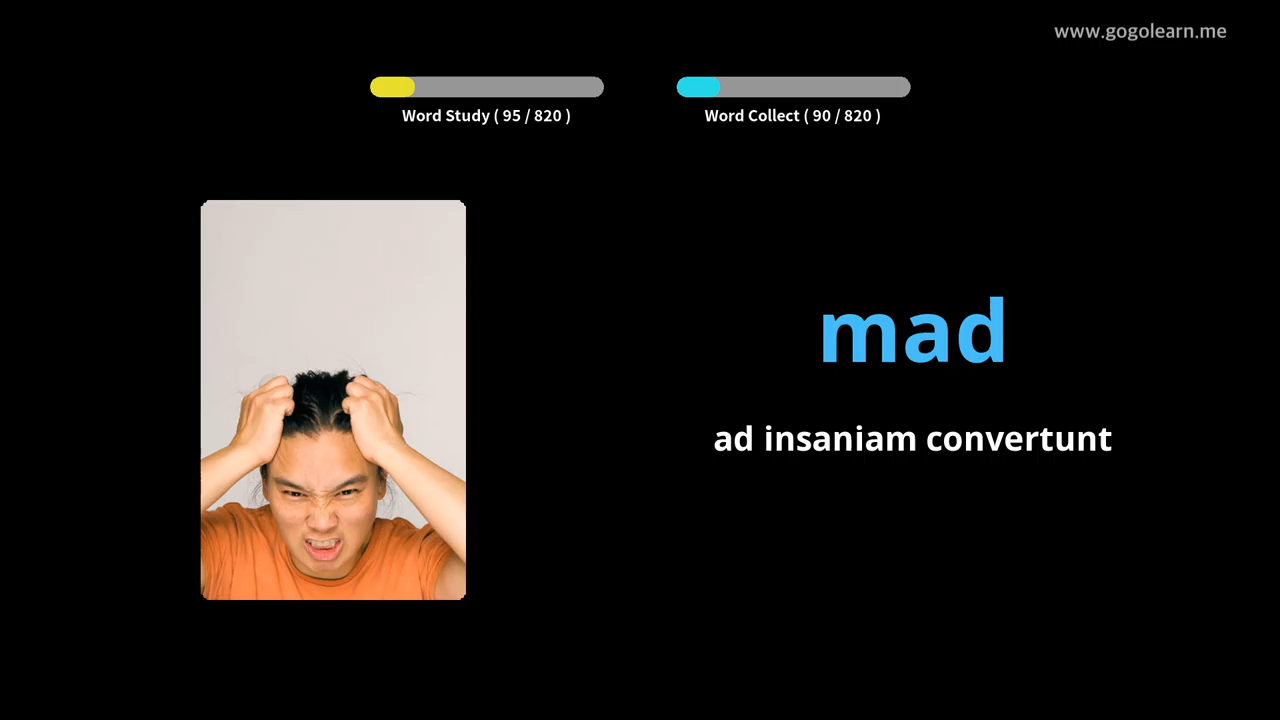 www.gogolearn.me
Word Study ( 95 / 820 )
Word Collect ( 90 / 820 )
mad
ad insaniam convertunt